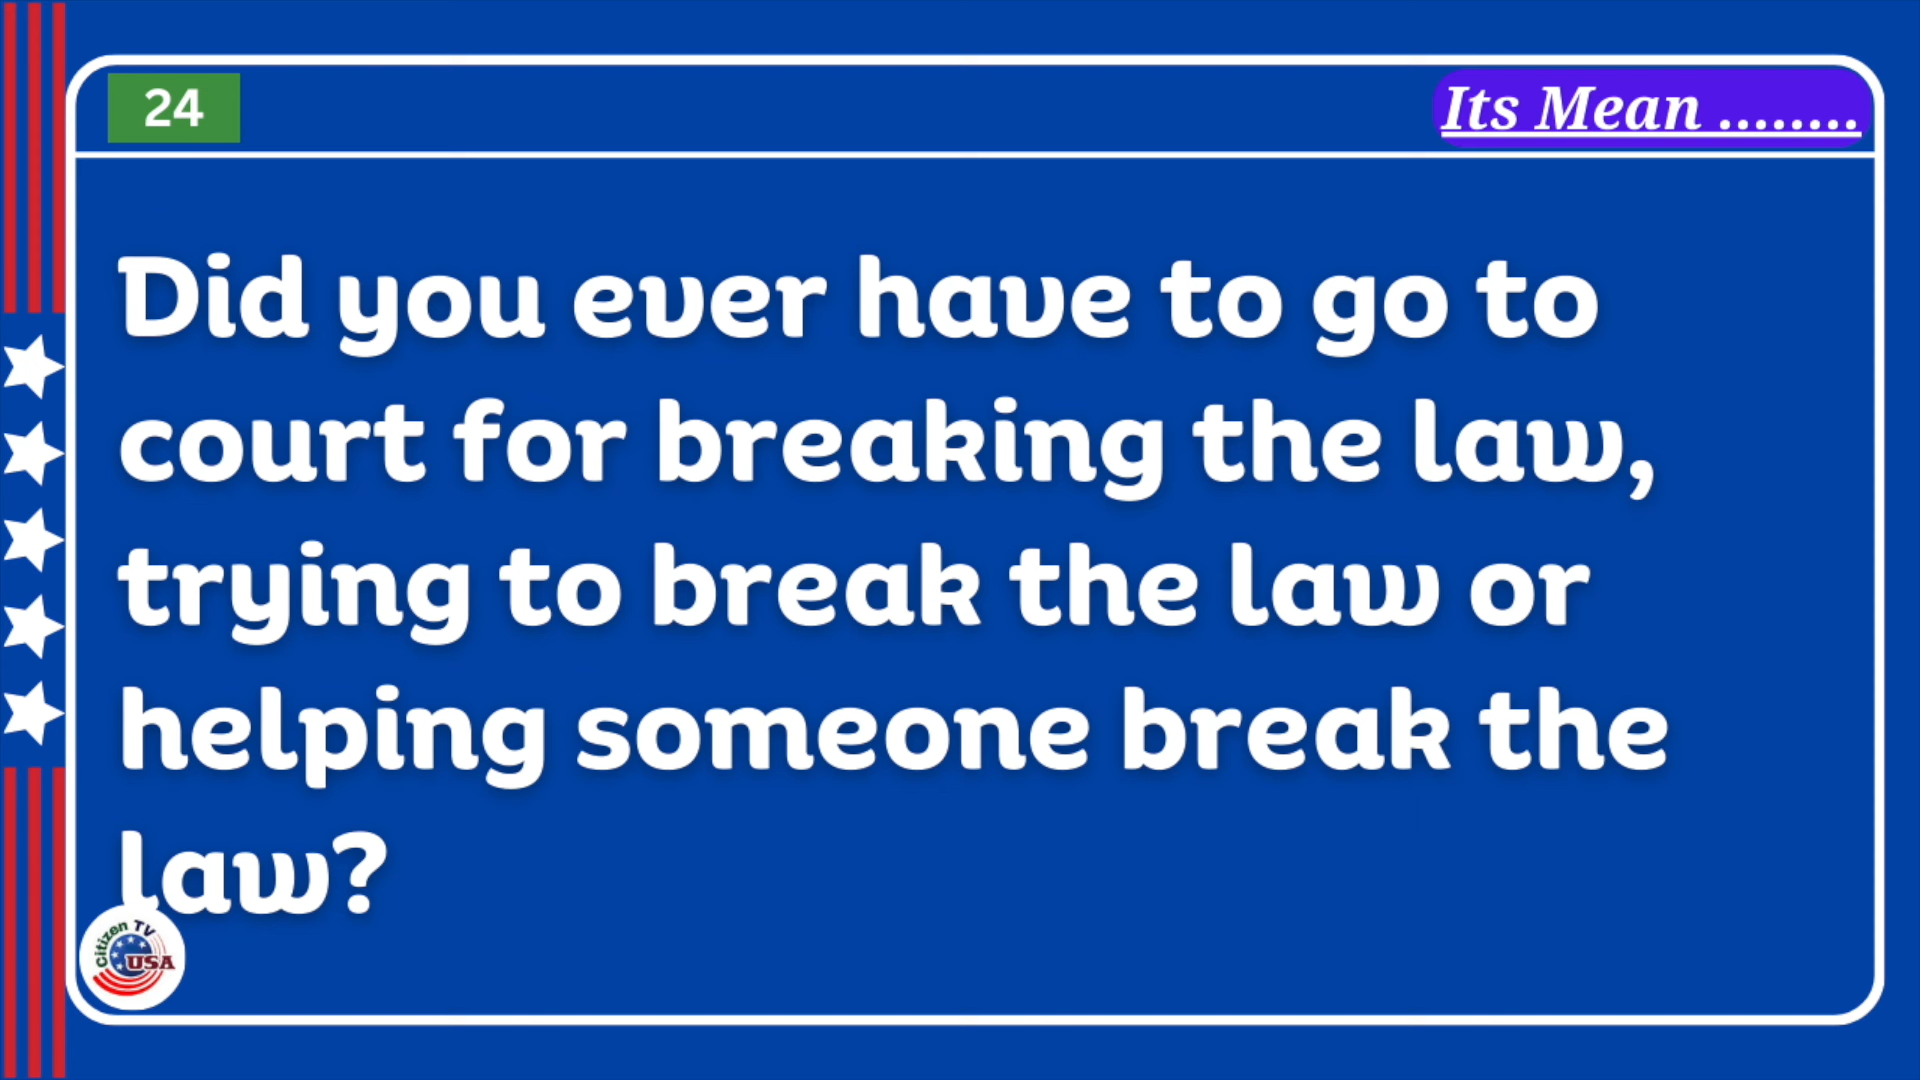 24
Its Mean ........
Did you ever have to go to
court for breaking the law,
trying to break the law or
helping someone break the
law?
Citizen TV
USA